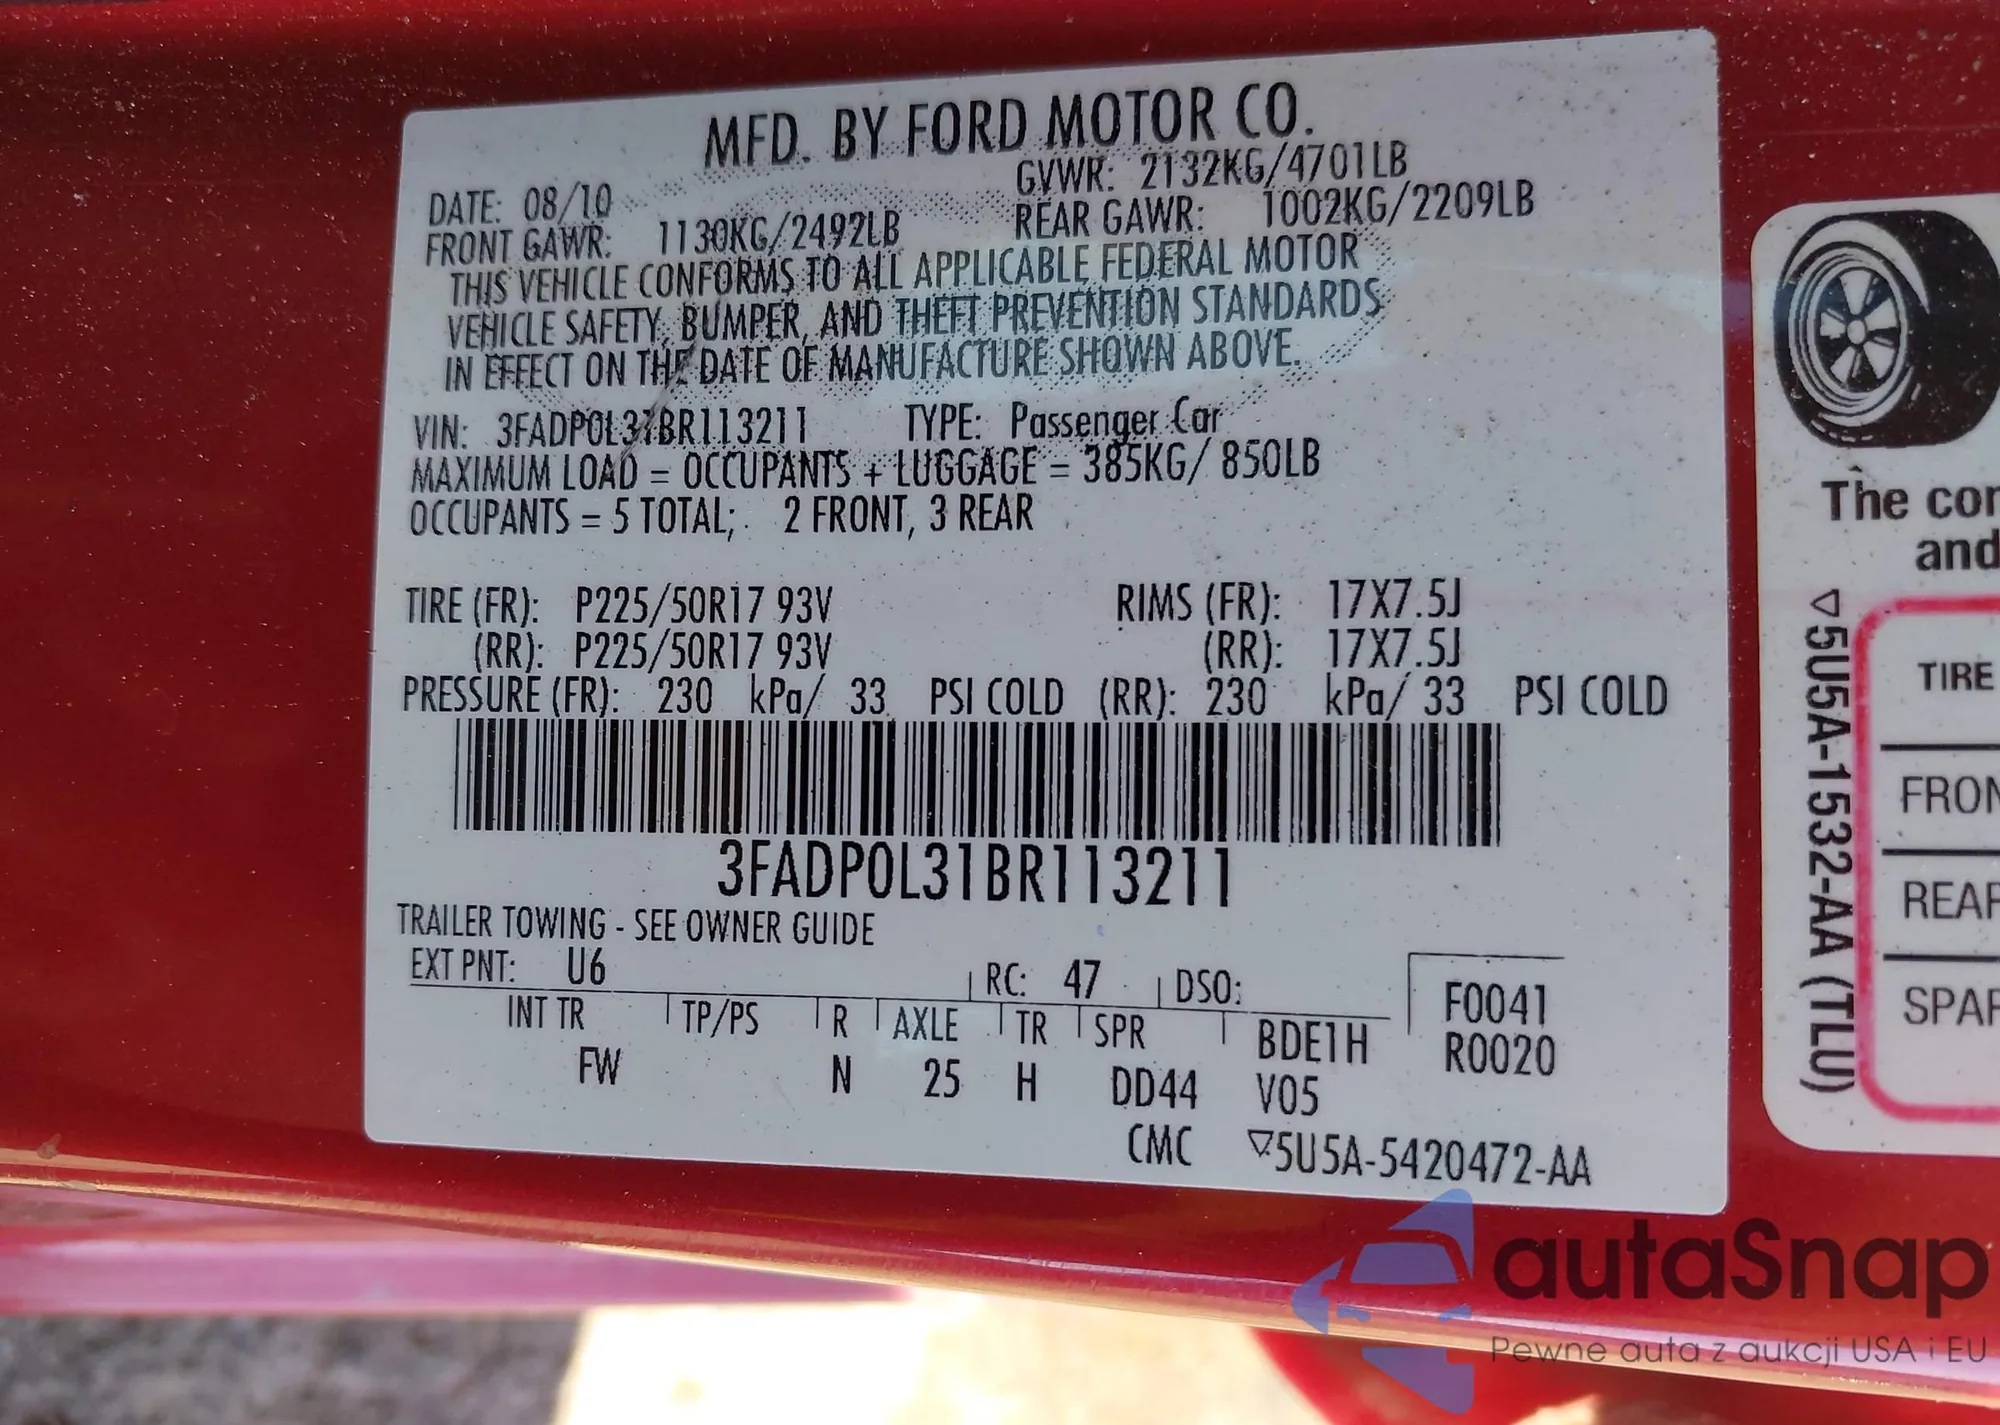 MFD. BY FORD MOTOR CO.
DATE: 08/10 GVWR: 2132KG/4701LB
FRONT GAWR: 1130KG/2492LB REAR GAWR: 1002KG/2209LB
THIS VEHICLE CONFORMS TO ALL APPLICABLE FEDERAL MOTOR
VEHICLE SAFETY, BUMPER, AND THEFT PREVENTION STANDARDS
IN EFFECT ON THE DATE OF MANUFACTURE SHOWN ABOVE.
VIN: 3FADP0L31BR113211 TYPE: Passenger Car
MAXIMUM LOAD = OCCUPANTS + LUGGAGE = 385KG/ 850LB
OCCUPANTS = 5 TOTAL; 2 FRONT, 3 REAR
TIRE (FR): P225/50R17 93V RIMS (FR): 17X7.5J
(RR): P225/50R17 93V (RR): 17X7.5J
PRESSURE (FR): 230 kPa/ 33 PSI COLD (RR): 230 kPa/ 33 PSI COLD
3FADP0L31BR113211
TRAILER TOWING - SEE OWNER GUIDE
EXT PNT: U6 RC: 47 DSO:
INT TR TP/PS R AXLE TR SPR BDE1H
FW N 25 H DD44 V05
F0041
R0020
CMC ▽5U5A-5420472-AA
The con
and
▽5U5A-1532-AA (TLU)
TIRE
FRON
REAR
SPAR
autaSnap
Pewne auta z aukcji USA i EU